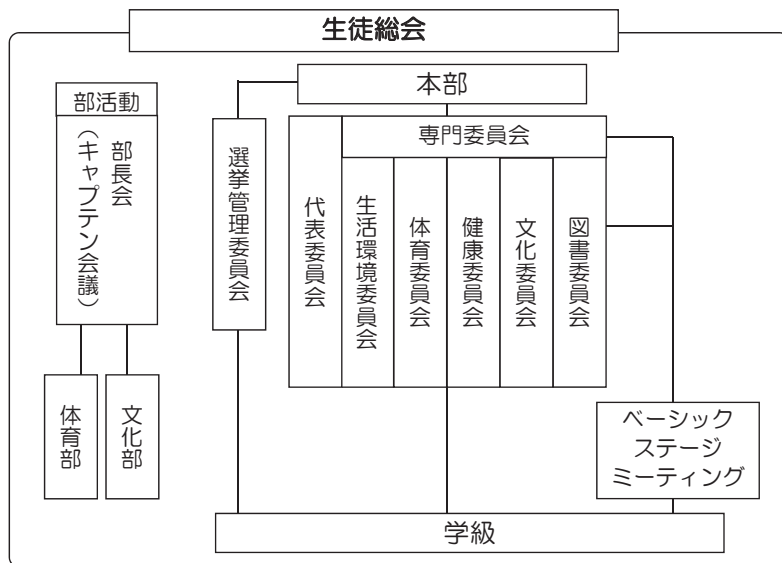 生徒総会
本部
部活動
部長会
（キャプテン会議）
体育部
文化部
選挙管理委員会
専門委員会
代表委員会
生活環境委員会
体育委員会
健康委員会
文化委員会
図書委員会
ベーシック
ステージ
ミーティング
学級